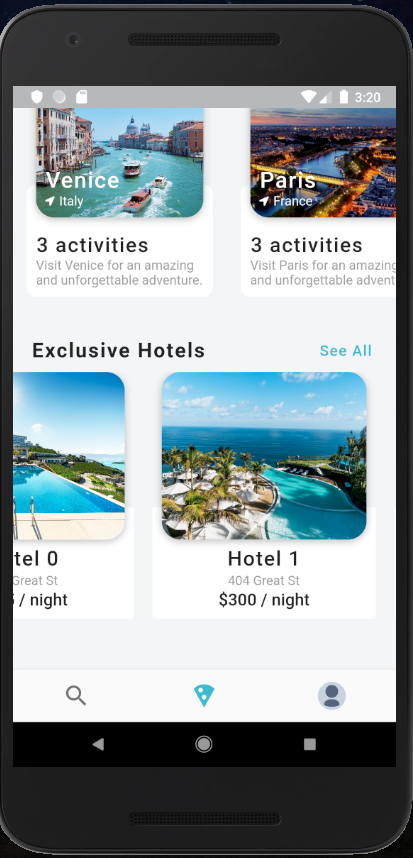 3:20
Venice
Italy
Paris
France
3 activities
Visit Venice for an amazing
and unforgettable adventure.
3 activities
Visit Paris for an amazing
and unforgettable advent
Exclusive Hotels
See All
tel 0
Great St
/ night
Hotel 1
404 Great St
$300 / night